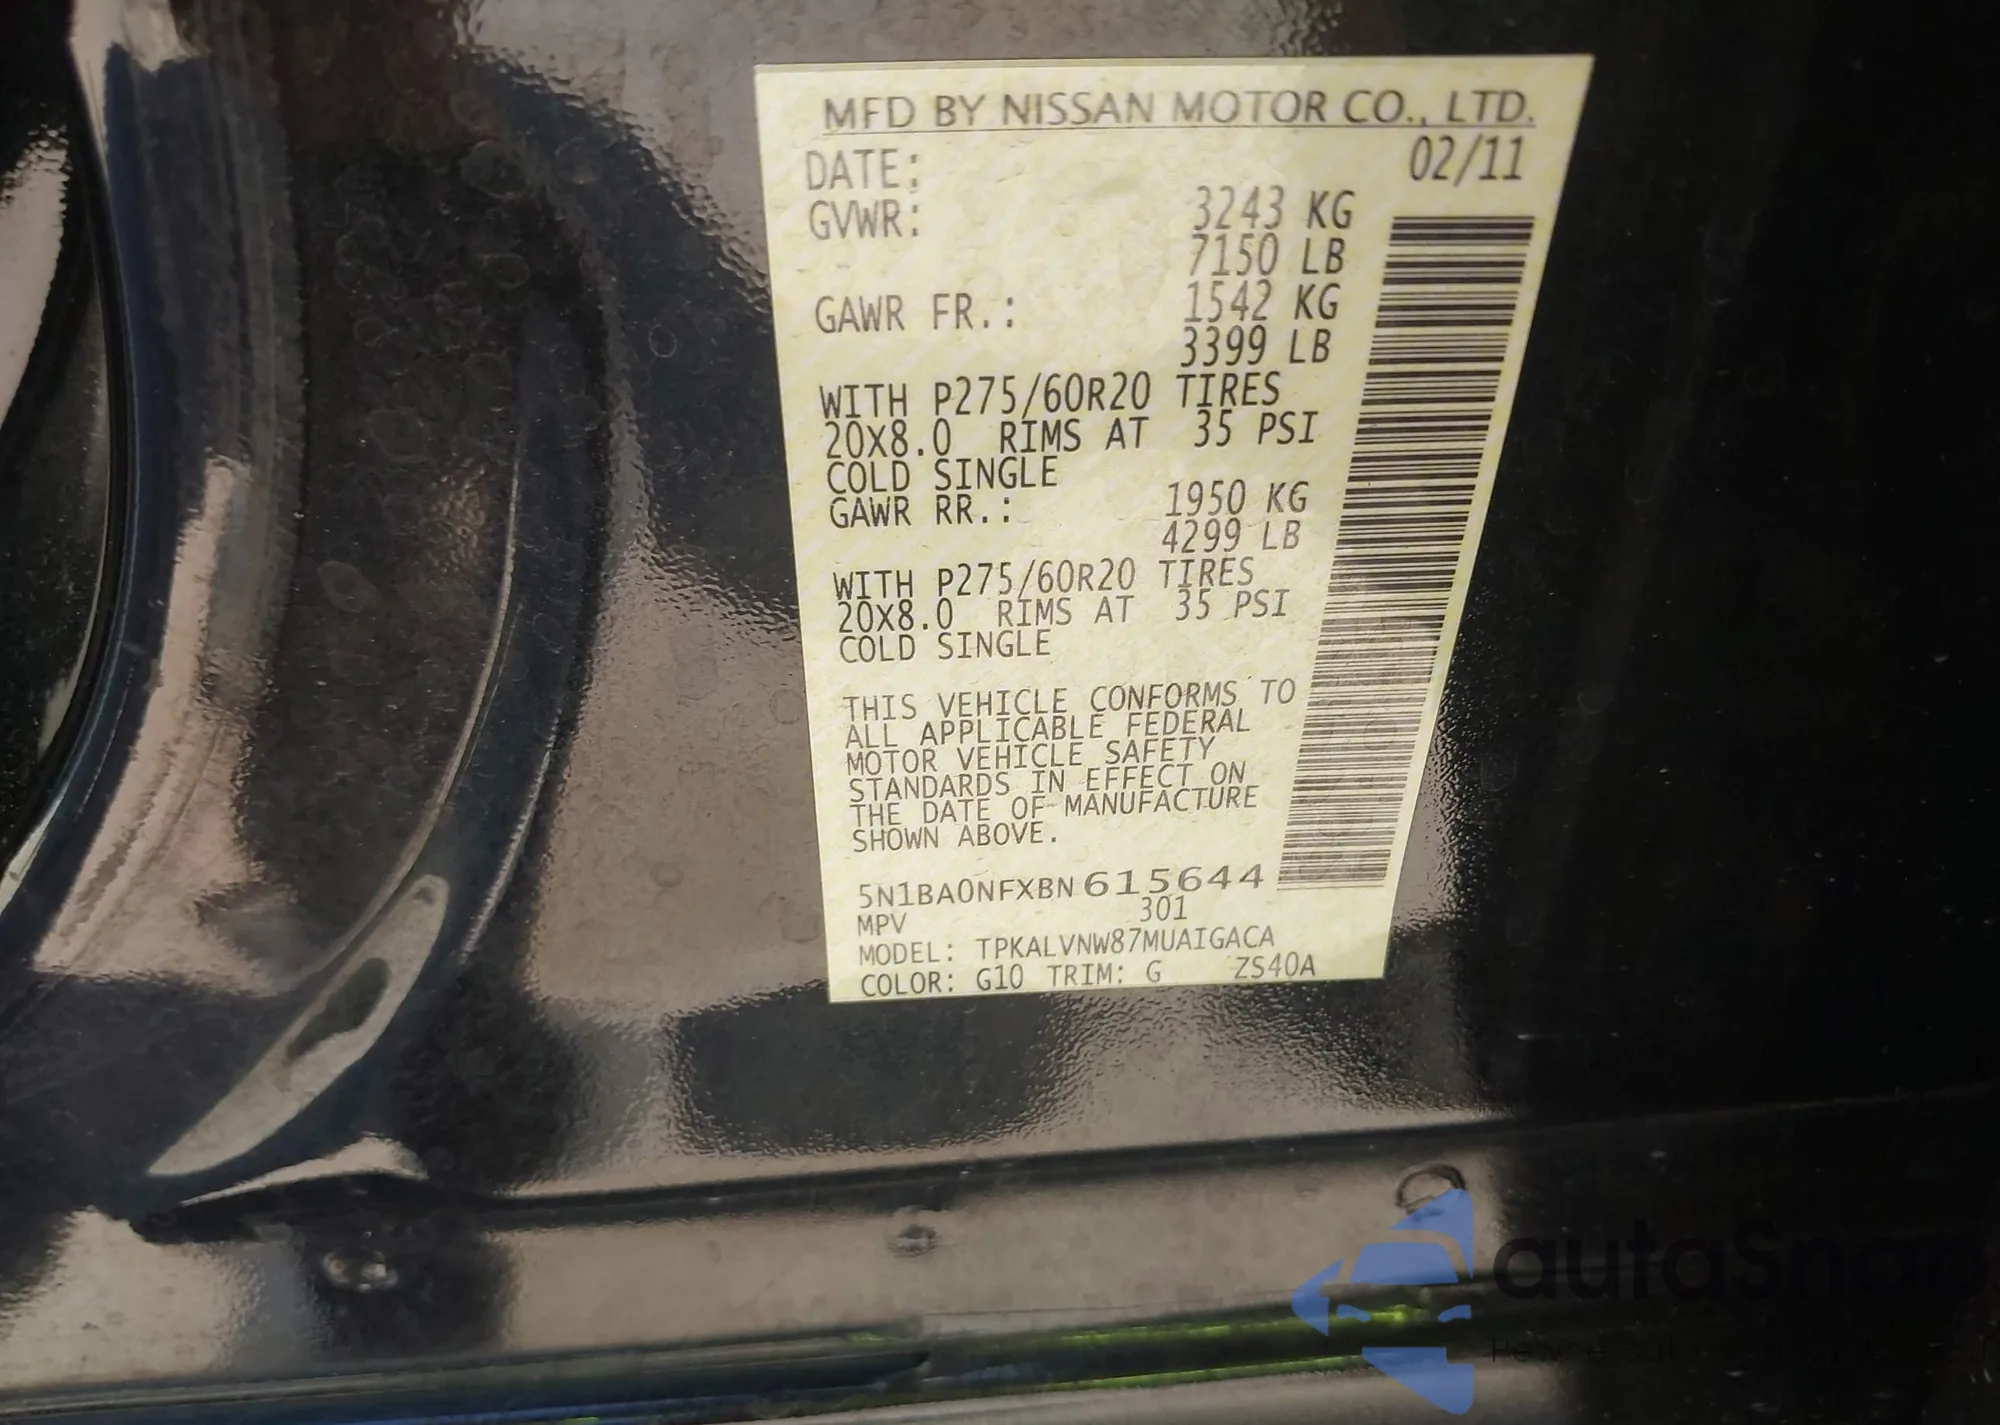 MFD BY NISSAN MOTOR CO., LTD.
DATE: 02/11
GVWR: 3243 KG
7150 LB
GAWR FR.: 1542 KG
3399 LB
WITH P275/60R20 TIRES
20X8.0 RIMS AT 35 PSI
COLD SINGLE
GAWR RR.: 1950 KG
4299 LB
WITH P275/60R20 TIRES
20X8.0 RIMS AT 35 PSI
COLD SINGLE
THIS VEHICLE CONFORMS TO
ALL APPLICABLE FEDERAL
MOTOR VEHICLE SAFETY
STANDARDS IN EFFECT ON
THE DATE OF MANUFACTURE
SHOWN ABOVE.
5N1BA0NFXBN615644
MPV 301
MODEL: TPKALVNW87MUAIGACA
COLOR: G10 TRIM: G ZS40A
autaSnap